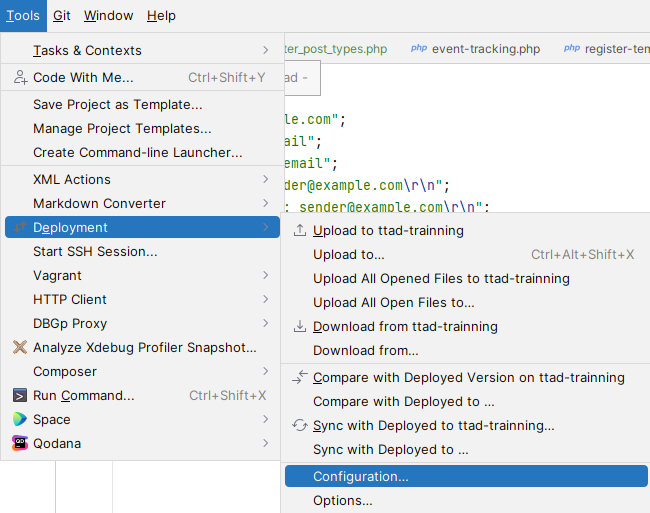 Tools Git Window Help
Tasks & Contexts
Code With Me... Ctrl+Shift+Y
Save Project as Template...
Manage Project Templates...
Create Command-line Launcher...
XML Actions
Markdown Converter
Deployment
Start SSH Session...
Vagrant
HTTP Client
DBGp Proxy
Analyze Xdebug Profiler Snapshot...
Composer
Run Command... Ctrl+Shift+X
Space
QD Qodana
ter_post_types.php php event-tracking.php php register-ten
ad -
le.com";
ail";
email";
der@example.com\r\n";
: sender@example.com\r\n";
Upload to ttad-trainning
Upload to... Ctrl+Alt+Shift+X
Upload All Opened Files to ttad-trainning
Upload All Open Files to...
Download from ttad-trainning
Download from...
Compare with Deployed Version on ttad-trainning
Compare with Deployed to ...
Sync with Deployed to ttad-trainning...
Sync with Deployed to ...
Configuration...
Options...